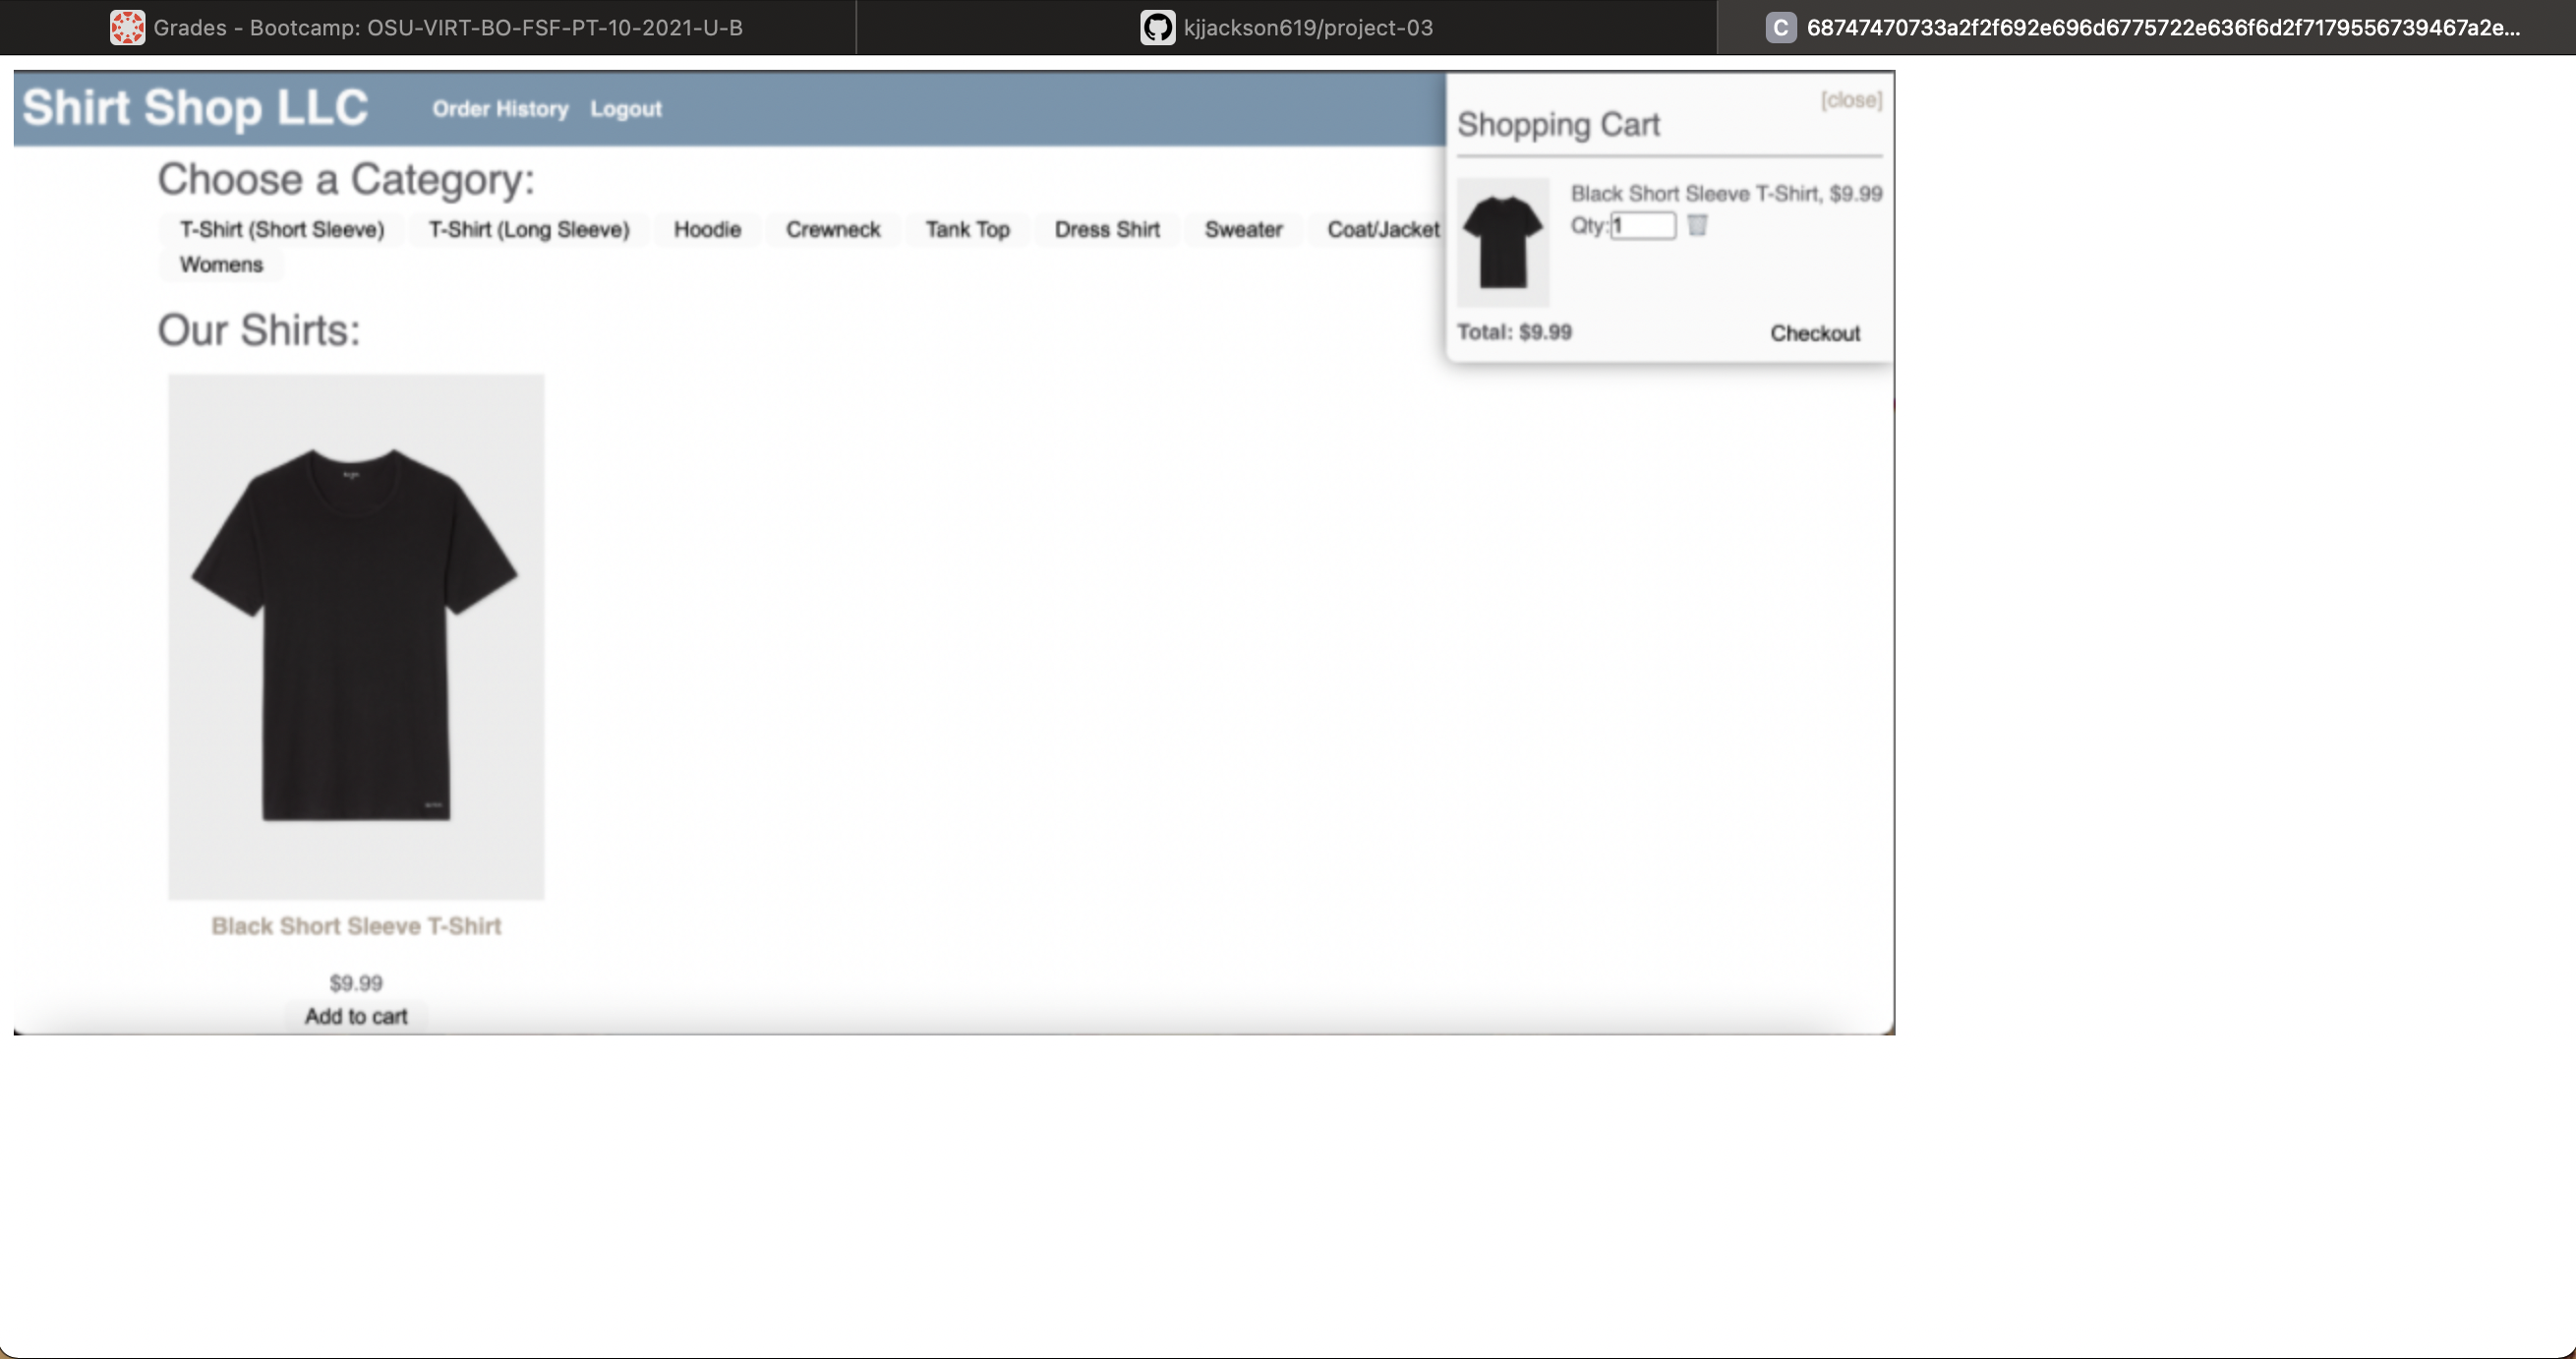 Grades - Bootcamp: OSU-VIRT-BO-FSF-PT-10-2021-U-B
kjjackson619/project-03
C 68747470733a2f2f692e696d6775722e636f6d2f7179556739467a2e...
Shirt Shop LLC
Order History Logout
Choose a Category:
T-Shirt (Short Sleeve) T-Shirt (Long Sleeve) Hoodie Crewneck Tank Top Dress Shirt Sweater Coat/Jacket
Womens
Our Shirts:
Black Short Sleeve T-Shirt
$9.99
Add to cart
[close]
Shopping Cart
Black Short Sleeve T-Shirt, $9.99
Qty:1
Total: $9.99 Checkout